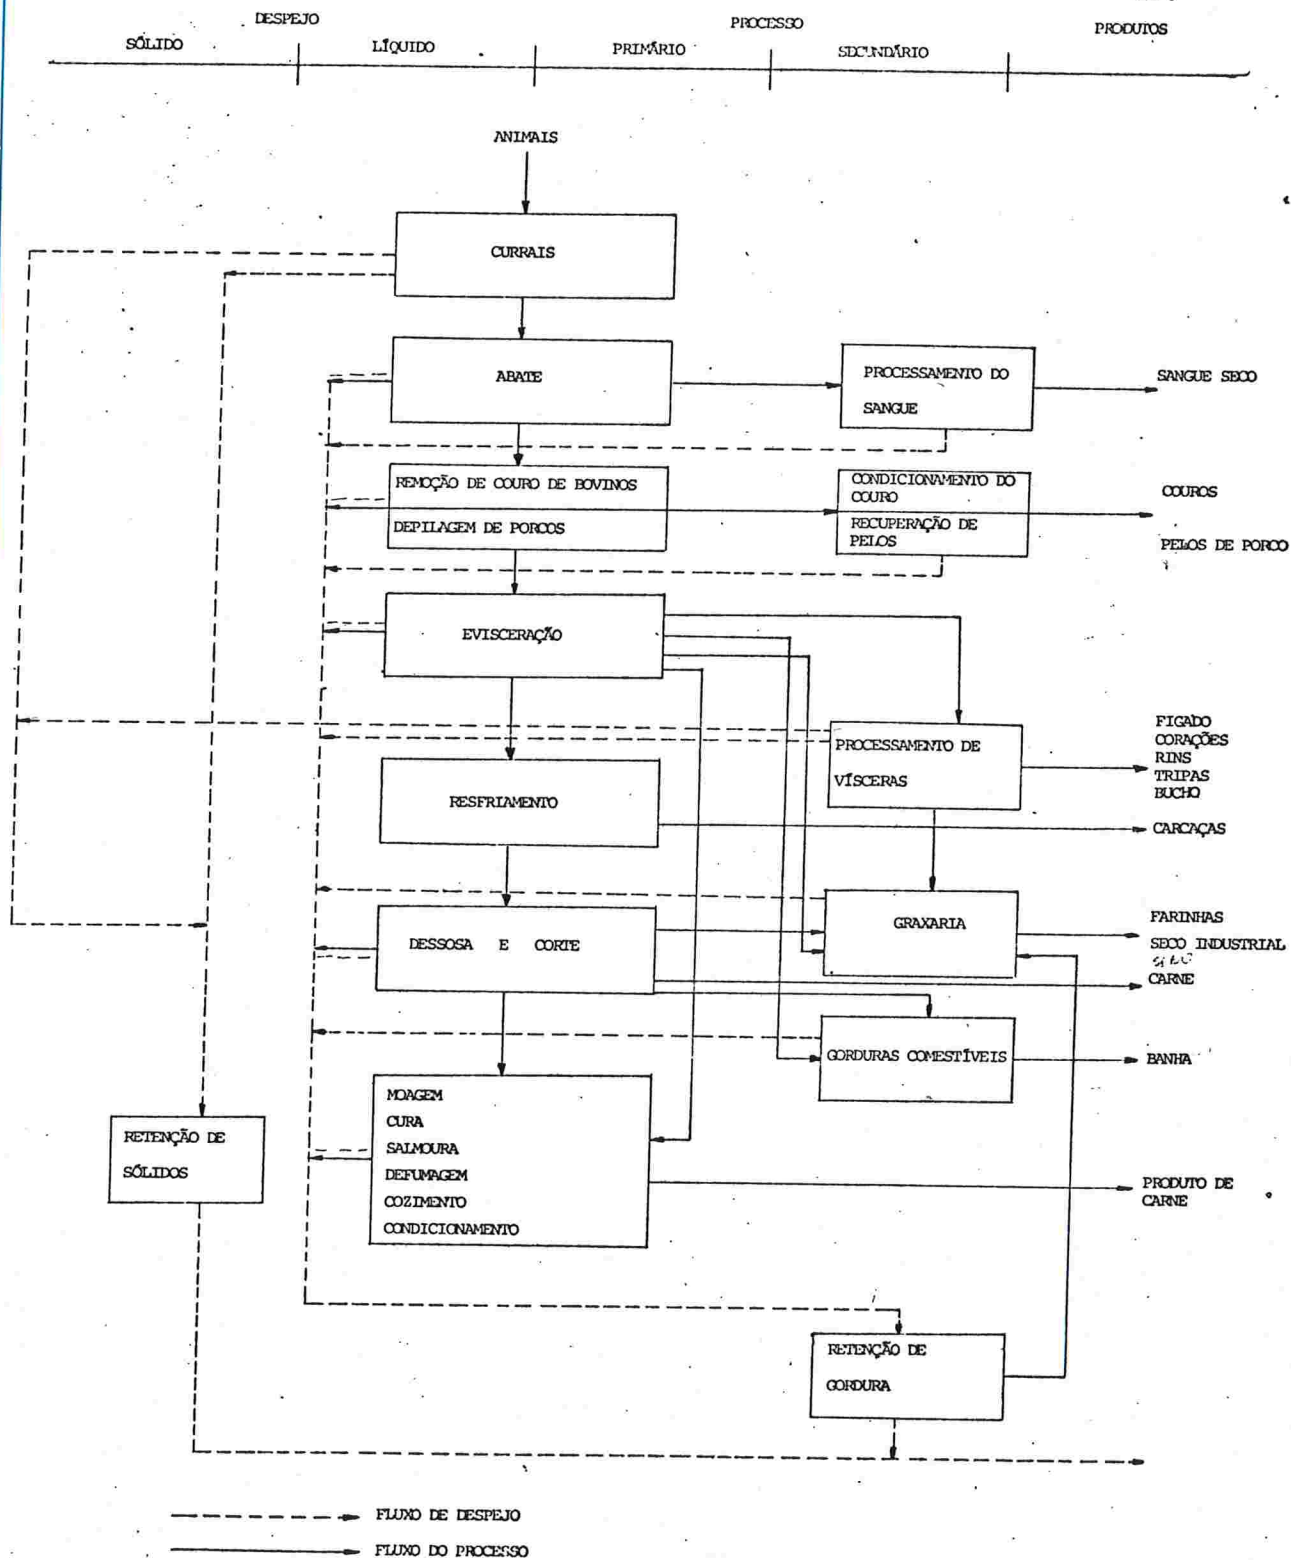 DESPEJO
PROCESSO
PRODUTOS
SÓLIDO
LÍQUIDO
PRIMÁRIO
SECUNDÁRIO
ANIMAIS
CURRAIS
ABATE
PROCESSAMENTO DO
SANGUE
SANGUE SECO
REMOÇÃO DE COURO DE BOVINOS
DEPILAGEM DE PORCOS
CONDICIONAMENTO DO
COURO
RECUPERAÇÃO DE
PELOS
COUROS
PELOS DE PORCO
EVISCERAÇÃO
PROCESSAMENTO DE
VÍSCERAS
FIGADO
CORAÇÕES
RINS
TRIPAS
BUCHO
RESFRIAMENTO
CARCAÇAS
DESSOSA E CORTE
GRAXARIA
FARINHAS
SECO INDUSTRIAL
CARNE
GORDURAS COMESTÍVEIS
BANHA
MOAGEM
CURA
SALMOURA
DEFUMAGEM
COZIMENTO
CONDICIONAMENTO
PRODUTO DE
CARNE
RETENÇÃO DE
SÓLIDOS
RETENÇÃO DE
GORDURA
FLUXO DE DESPEJO
FLUXO DO PROCESSO